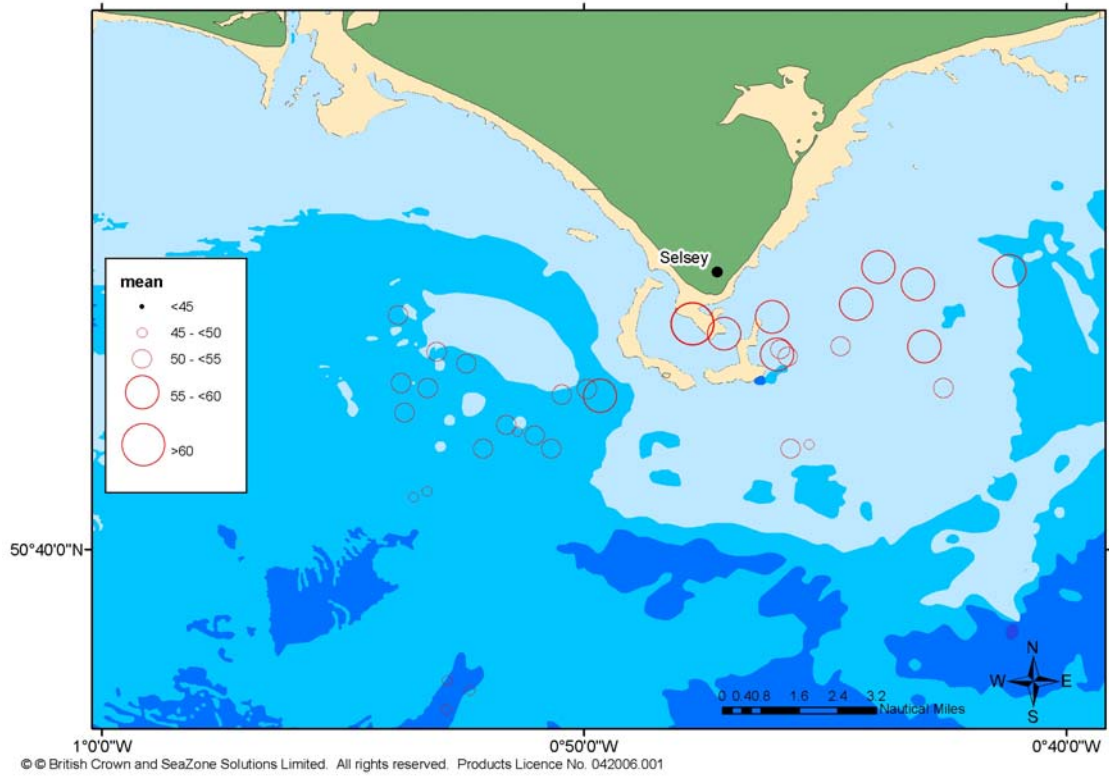 Selsey
mean
<45
45 - <50
50 - <55
55 - <60
>60
50°40'0"N
N
W E
S
0 0.40.8 1.6 2.4 3.2
Nautical Miles
1°0'0"W 0°50'0"W 0°40'0"W
© © British Crown and SeaZone Solutions Limited. All rights reserved. Products Licence No. 042006.001